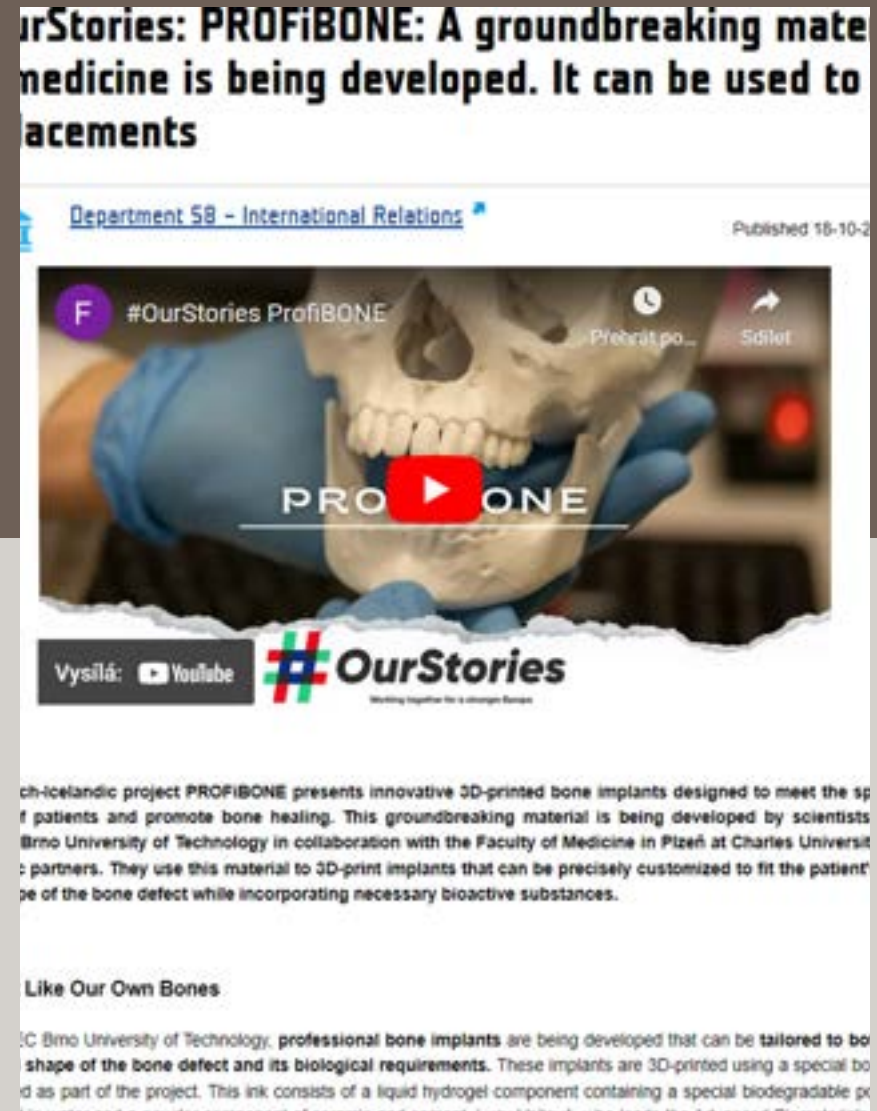 urStories: PROFiBONE: A groundbreaking mate
medicine is being developed. It can be used to
lacements
Department 58 – International Relations
Published 18-10-2
F
#OurStories ProfiBONE
Přehrát po...
Sdílet
PRO ONE
Vysílá: YouTube
#OurStories
Working together for a stronger Europe
ch-Icelandic project PROFiBONE presents innovative 3D-printed bone implants designed to meet the sp
f patients and promote bone healing. This groundbreaking material is being developed by scientists
Brno University of Technology in collaboration with the Faculty of Medicine in Plzeň at Charles Universit
c partners. They use this material to 3D-print implants that can be precisely customized to fit the patient'
pe of the bone defect while incorporating necessary bioactive substances.
Like Our Own Bones
EC Brno University of Technology, professional bone implants are being developed that can be tailored to bo
shape of the bone defect and its biological requirements. These implants are 3D-printed using a special bo
d as part of the project. This ink consists of a liquid hydrogel component containing a special biodegradable po